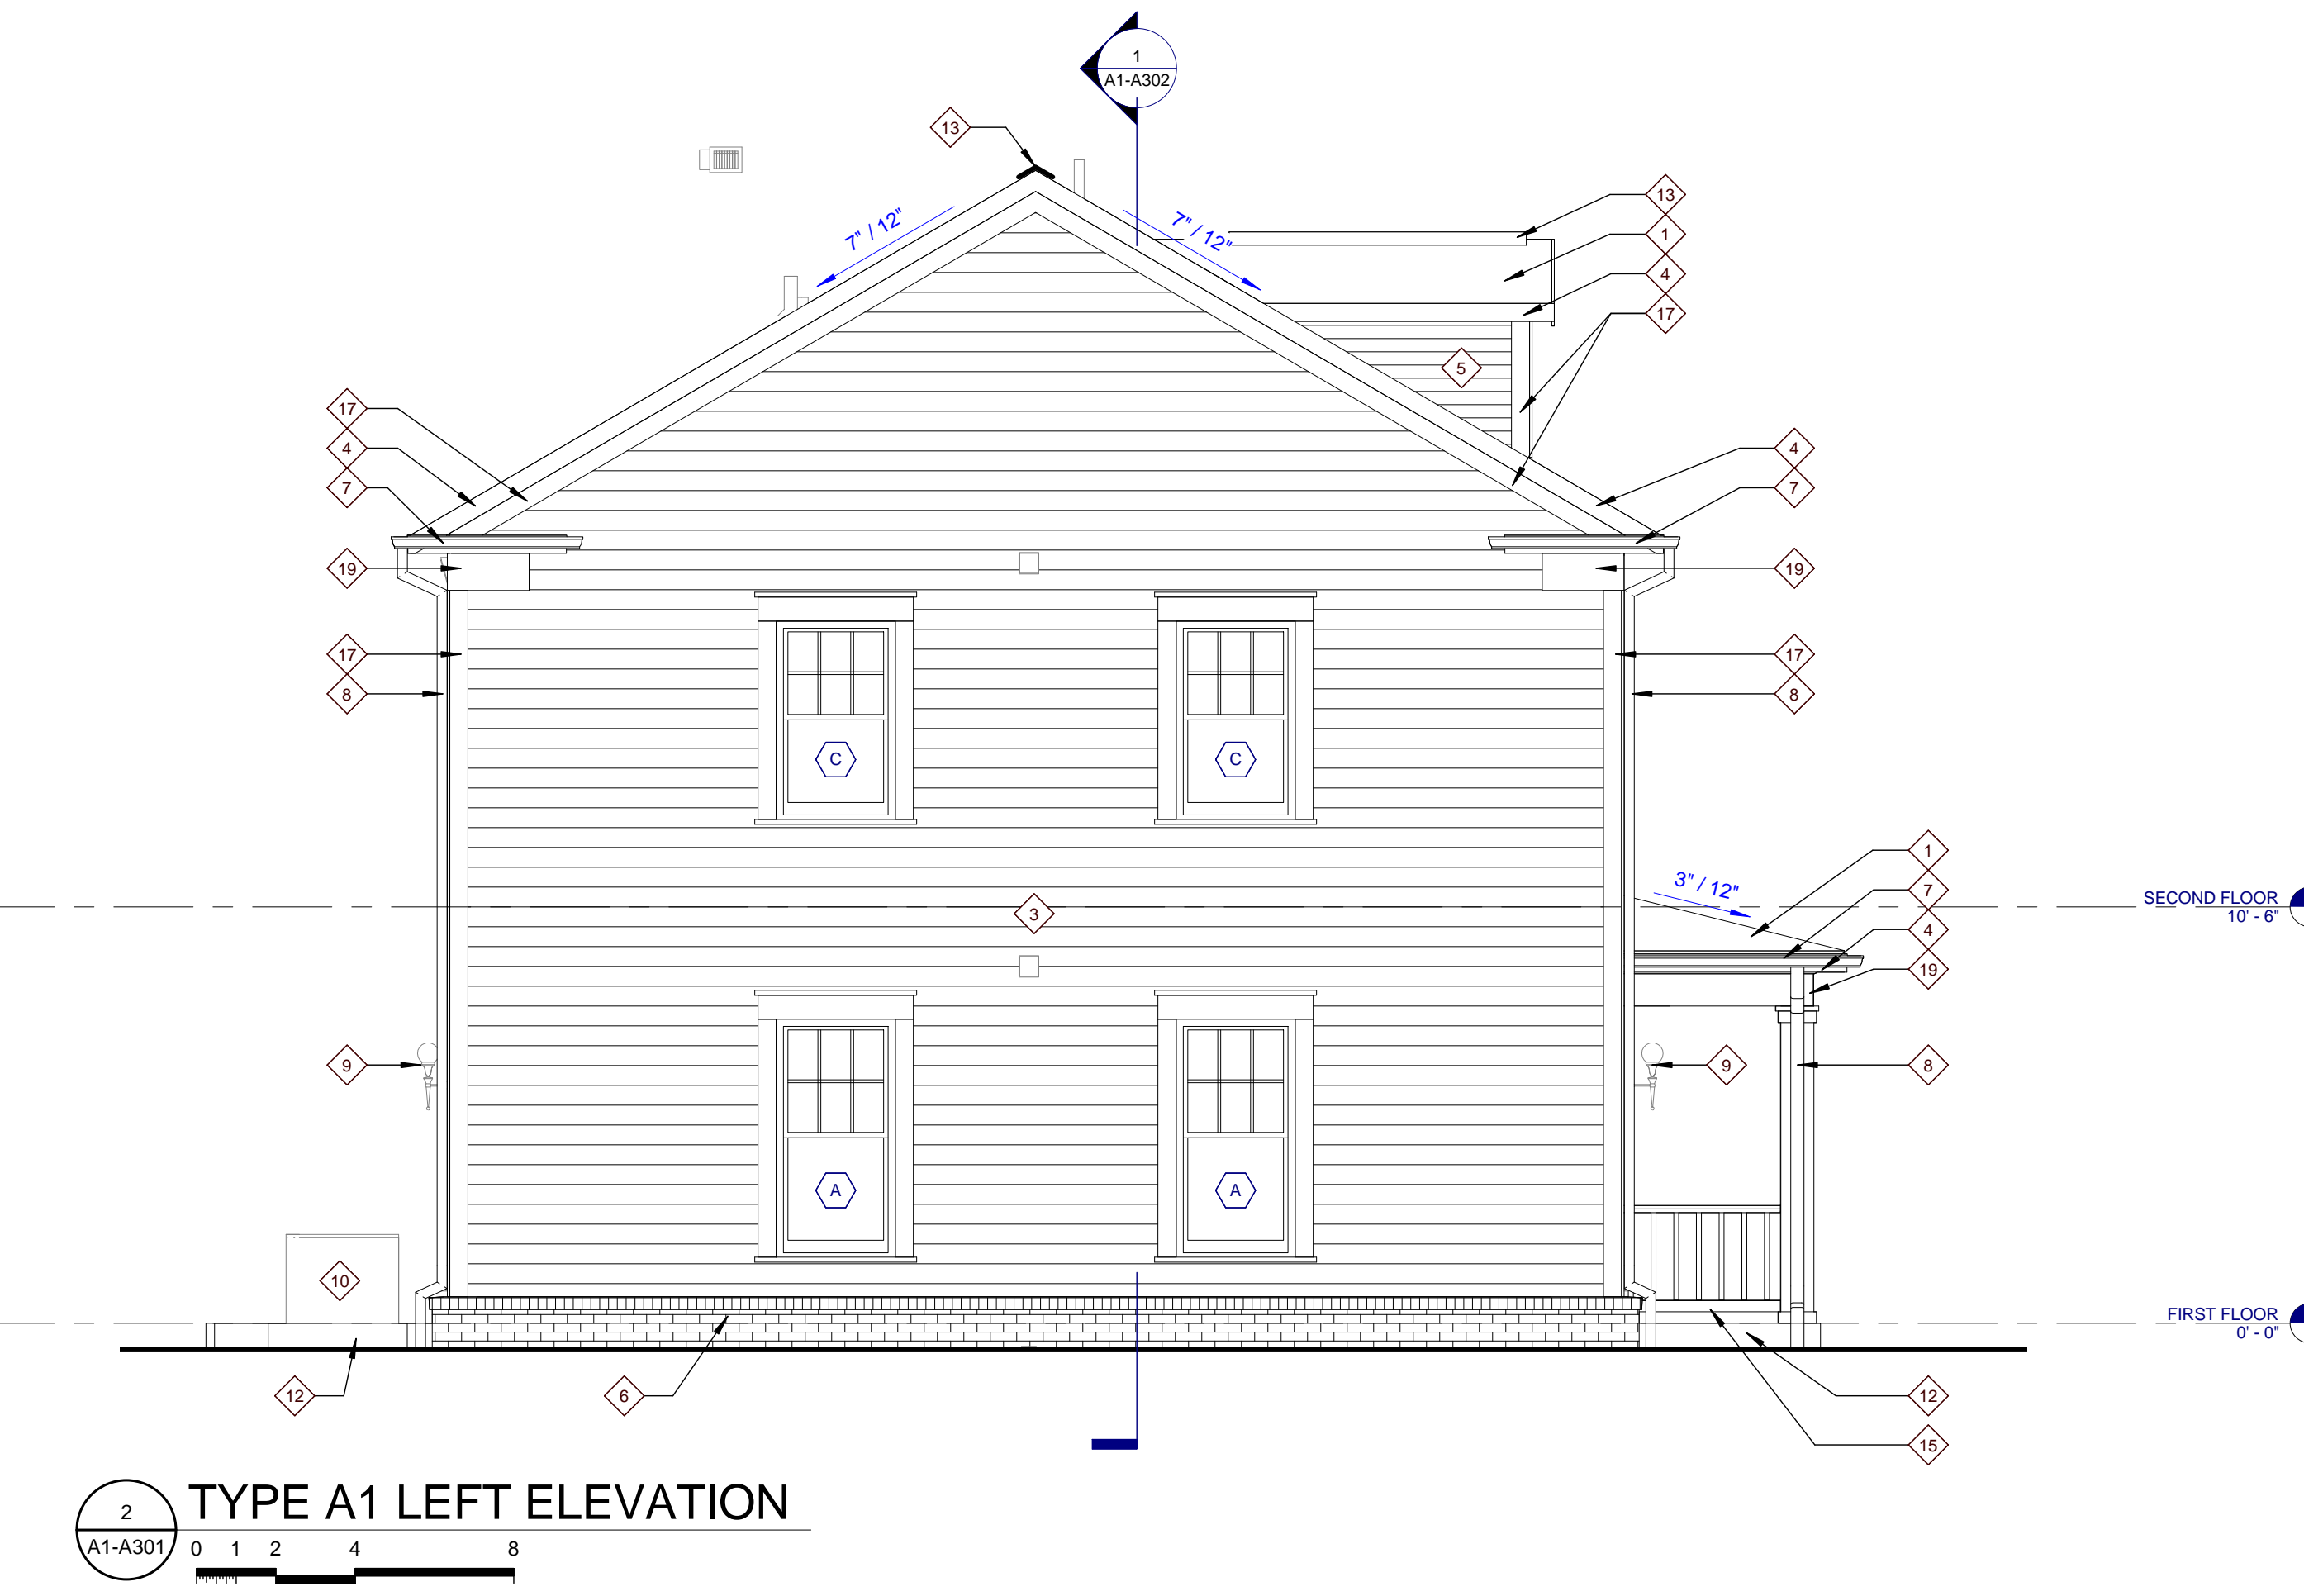 1
A1-A302
13
7" / 12"
7" / 12"
13
1
4
17
5
17
4
7
4
7
19
19
17
8
17
8
C
C
1
3" / 12"
7
SECOND FLOOR
10' - 6"
3
4
19
9
9
8
A
A
10
FIRST FLOOR
0' - 0"
12
6
12
15
2
A1-A301
TYPE A1 LEFT ELEVATION
0 1 2 4 8